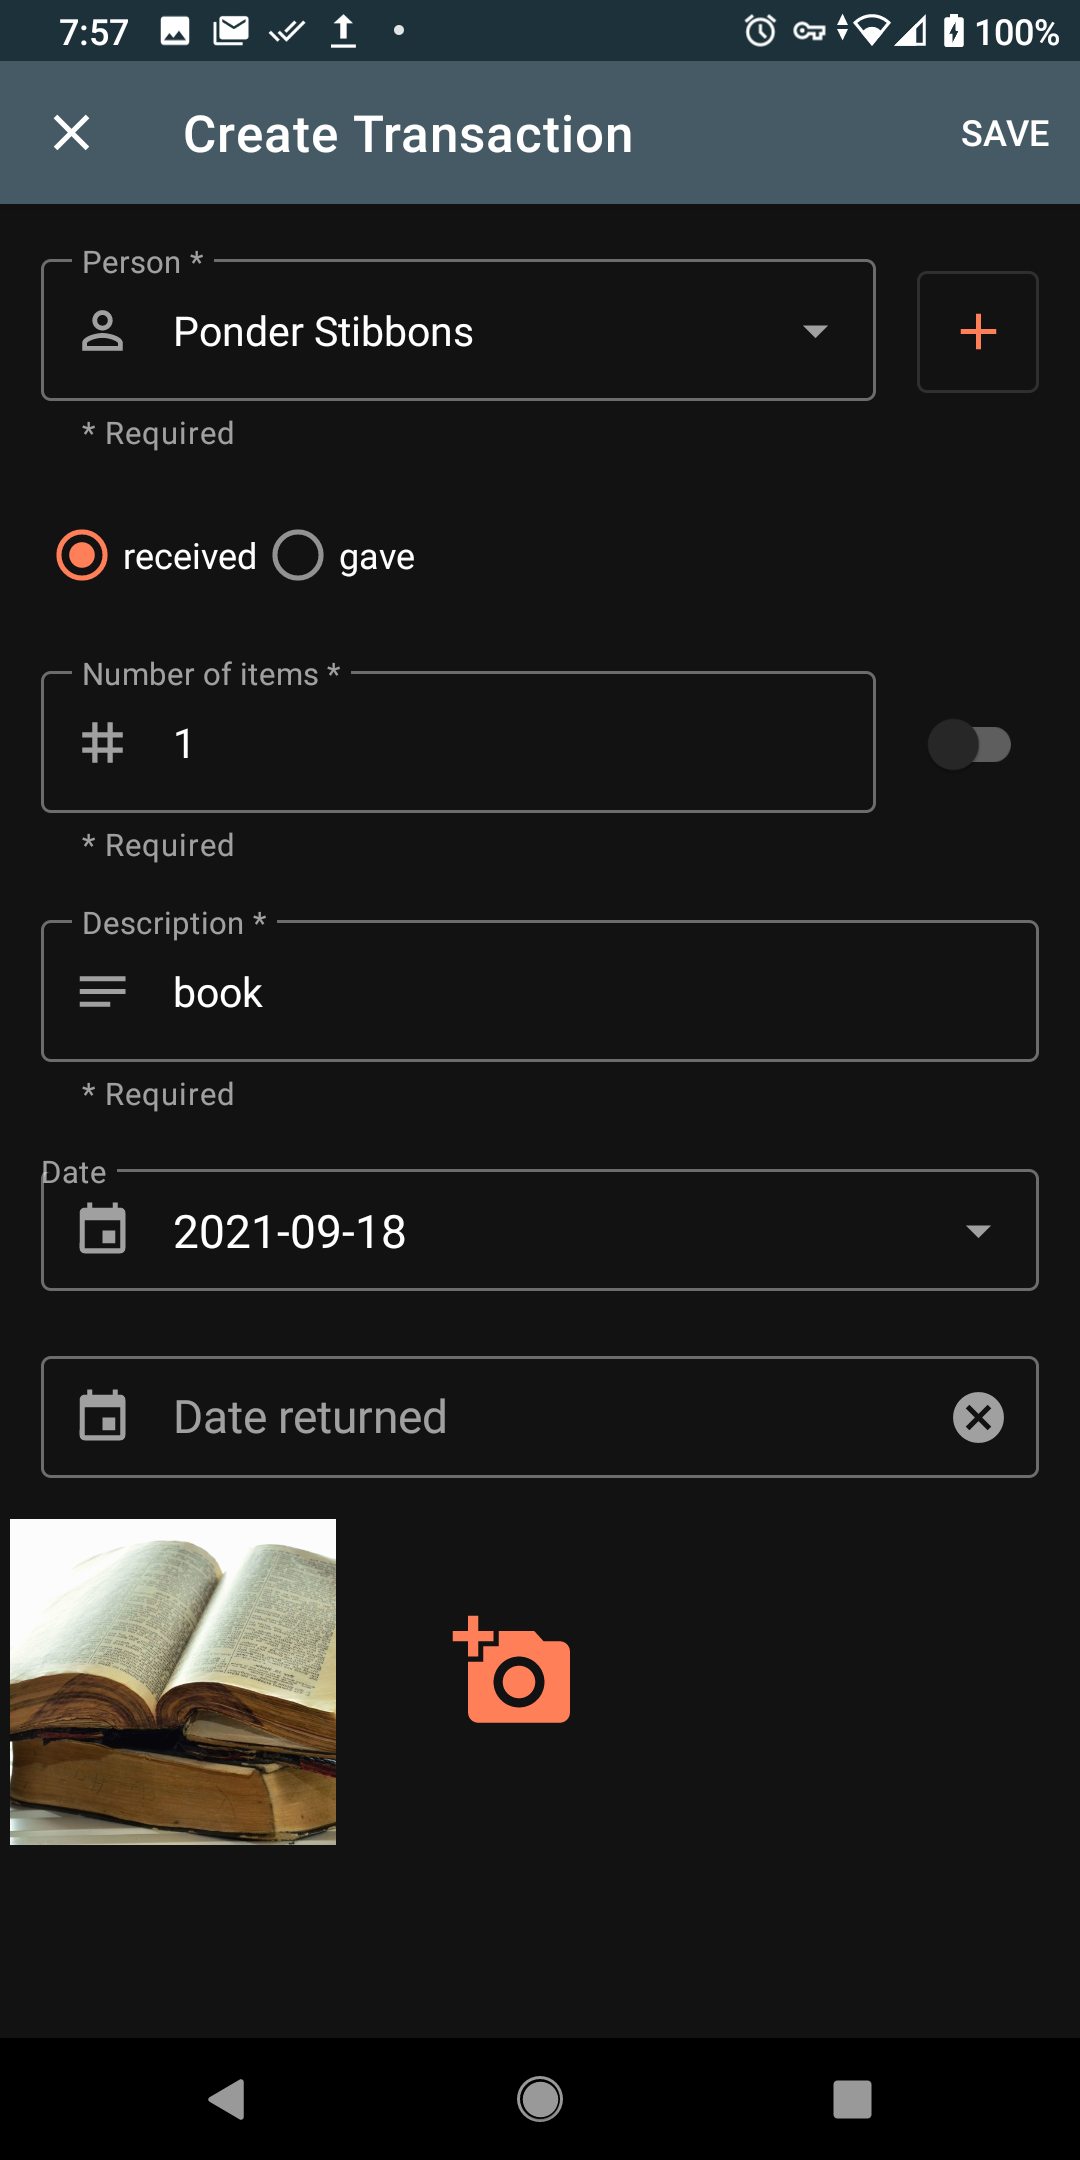 7:57 100%
Create Transaction SAVE
Person *
Ponder Stibbons
* Required
received gave
Number of items *
1
* Required
Description *
book
* Required
Date
2021-09-18
Date returned